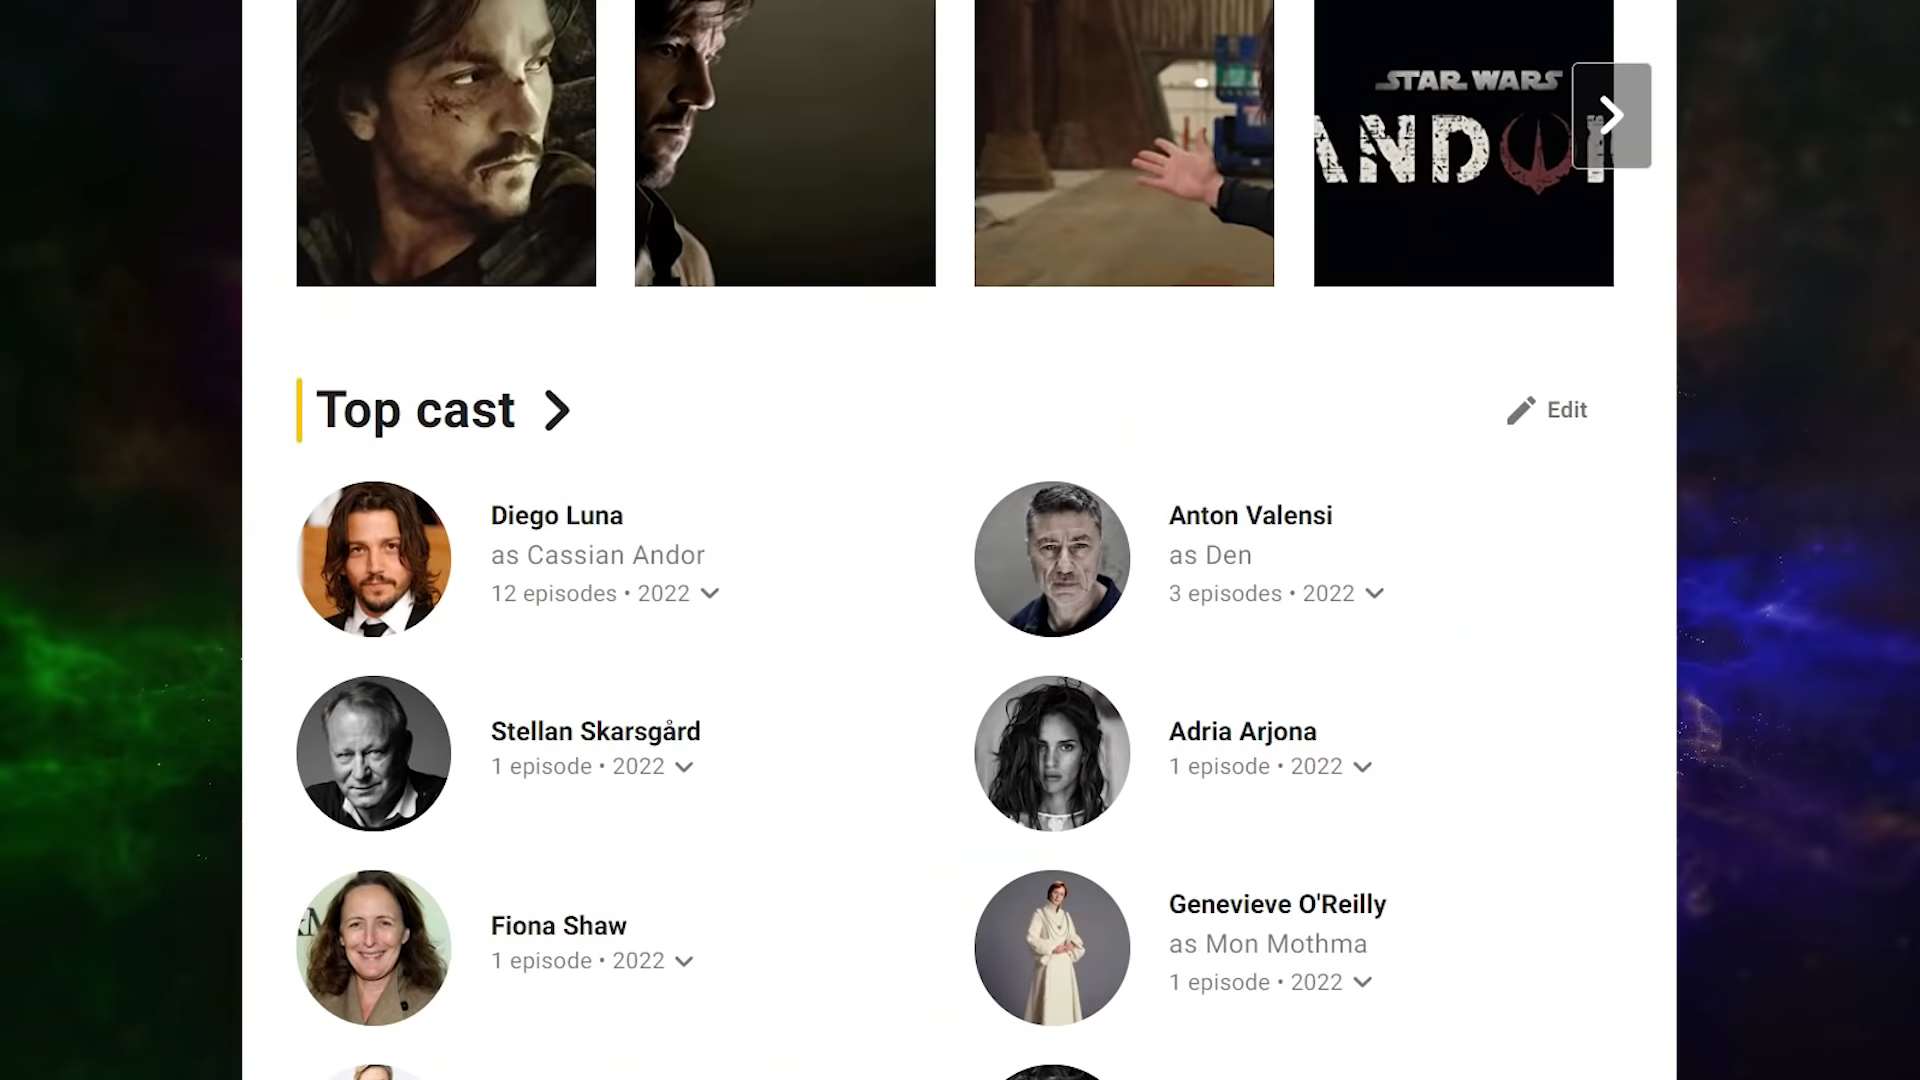 STAR WARS
ANDOR
Top cast
Edit
Diego Luna
as Cassian Andor
12 episodes • 2022
Anton Valensi
as Den
3 episodes • 2022
Stellan Skarsgård
1 episode • 2022
Adria Arjona
1 episode • 2022
Fiona Shaw
1 episode • 2022
Genevieve O'Reilly
as Mon Mothma
1 episode • 2022